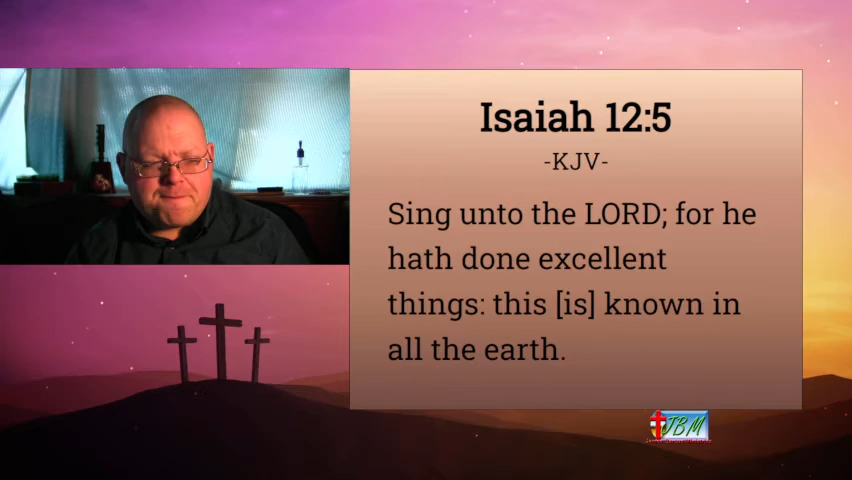 Isaiah 12:5
-KJV-
Sing unto the LORD; for he
hath done excellent
things: this [is] known in
all the earth.
JBM